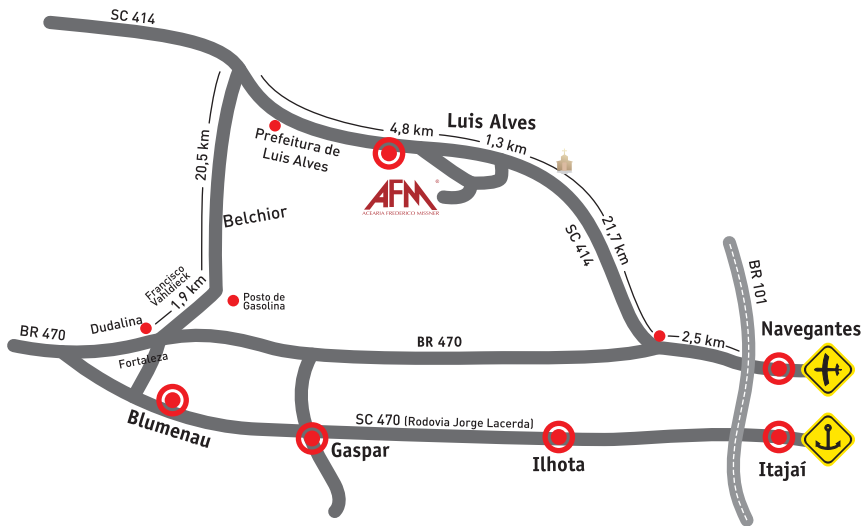 SC 414
Luis Alves
4,8 km
1,3 km
Prefeitura de
Luis Alves
20,5 km
AFM
ACEARIA FREDERICO MISSNER
Belchior
21,7 km
SC 414
BR 101
Francisco
Vahldieck
1,9 km
Posto de
Gasolina
Dudalina
BR 470
Fortaleza
BR 470
2,5 km
Navegantes
Blumenau
SC 470 (Rodovia Jorge Lacerda)
Gaspar
Ilhota
Itajaí